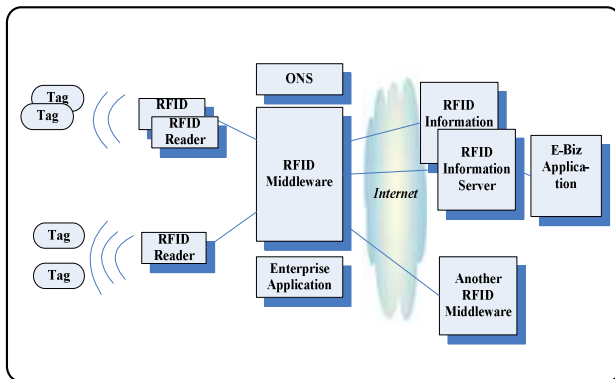 Tag
Tag
RFID
RFID
Reader
ONS
RFID
Middleware
Internet
RFID
Information
RFID
Information
Server
E-Biz
Applica-
tion
Tag
Tag
RFID
Reader
Enterprise
Application
Another
RFID
Middleware